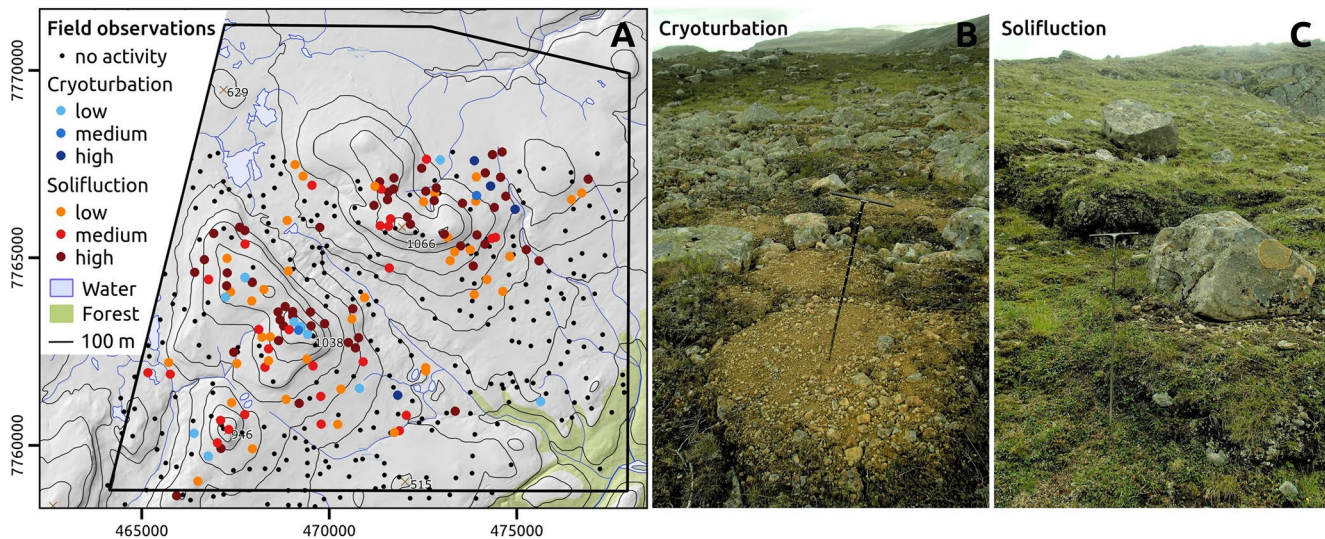 Field observations
no activity
Cryoturbation
low
medium
high
Solifluction
low
medium
high
Water
Forest
100 m
A
7770000
7765000
7760000
465000
470000
475000
629
1066
1038
946
515
Cryoturbation
B
Solifluction
C